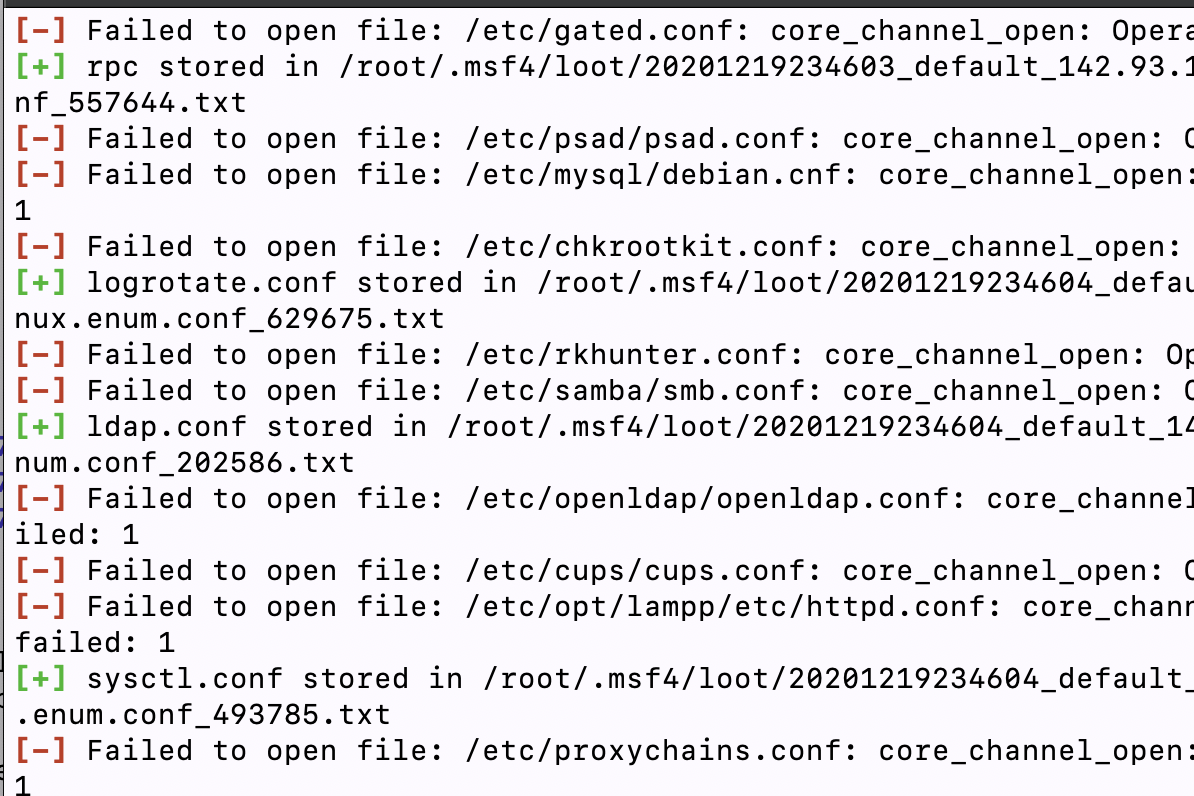 [-] Failed to open file: /etc/gated.conf: core_channel_open: Opera
[+] rpc stored in /root/.msf4/loot/20201219234603_default_142.93.1
nf_557644.txt
[-] Failed to open file: /etc/psad/psad.conf: core_channel_open: O
[-] Failed to open file: /etc/mysql/debian.cnf: core_channel_open:
1
[-] Failed to open file: /etc/chkrootkit.conf: core_channel_open:
[+] logrotate.conf stored in /root/.msf4/loot/20201219234604_defau
nux.enum.conf_629675.txt
[-] Failed to open file: /etc/rkhunter.conf: core_channel_open: Op
[-] Failed to open file: /etc/samba/smb.conf: core_channel_open: O
[+] ldap.conf stored in /root/.msf4/loot/20201219234604_default_14
num.conf_202586.txt
[-] Failed to open file: /etc/openldap/openldap.conf: core_channel
iled: 1
[-] Failed to open file: /etc/cups/cups.conf: core_channel_open: O
[-] Failed to open file: /etc/opt/lampp/etc/httpd.conf: core_chann
failed: 1
[+] sysctl.conf stored in /root/.msf4/loot/20201219234604_default_
.enum.conf_493785.txt
[-] Failed to open file: /etc/proxychains.conf: core_channel_open:
1